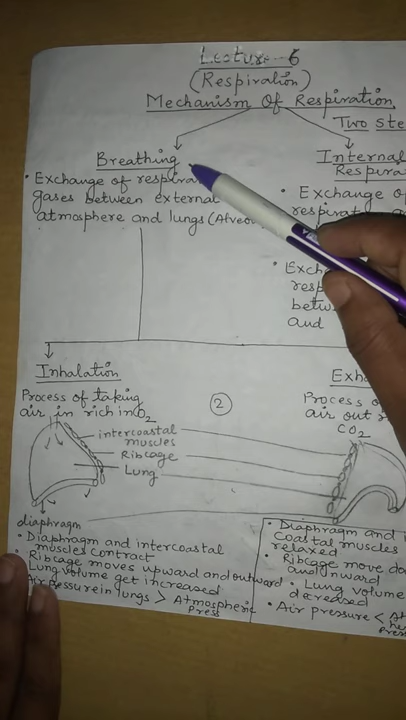 Lecture-6
(Respiration)
Mechanism Of Respiration
Two Ste
Breathing
Internal
Respira
• Exchange of respira
gases between external
atmosphere and lungs (Alveo
• Exchange o
respirat
• Exch
resp
betw
and
Inhalation
Process of taking
air in rich in O2
②
Exh
Process o
air out r
CO2
intercoastal
muscles
Ribcage
Lung
diaphragm
• Diaphragm and intercoastal
muscles contract
• Ribcage moves upward and outward
Lung volume get increased
Air pressure in lungs > Atmospheric
Press
• Diaphragm and i
coastal muscles
relaxed
• Ribcage move do
and inward
• Lung volume
decreased
• Air pressure < At
Pres